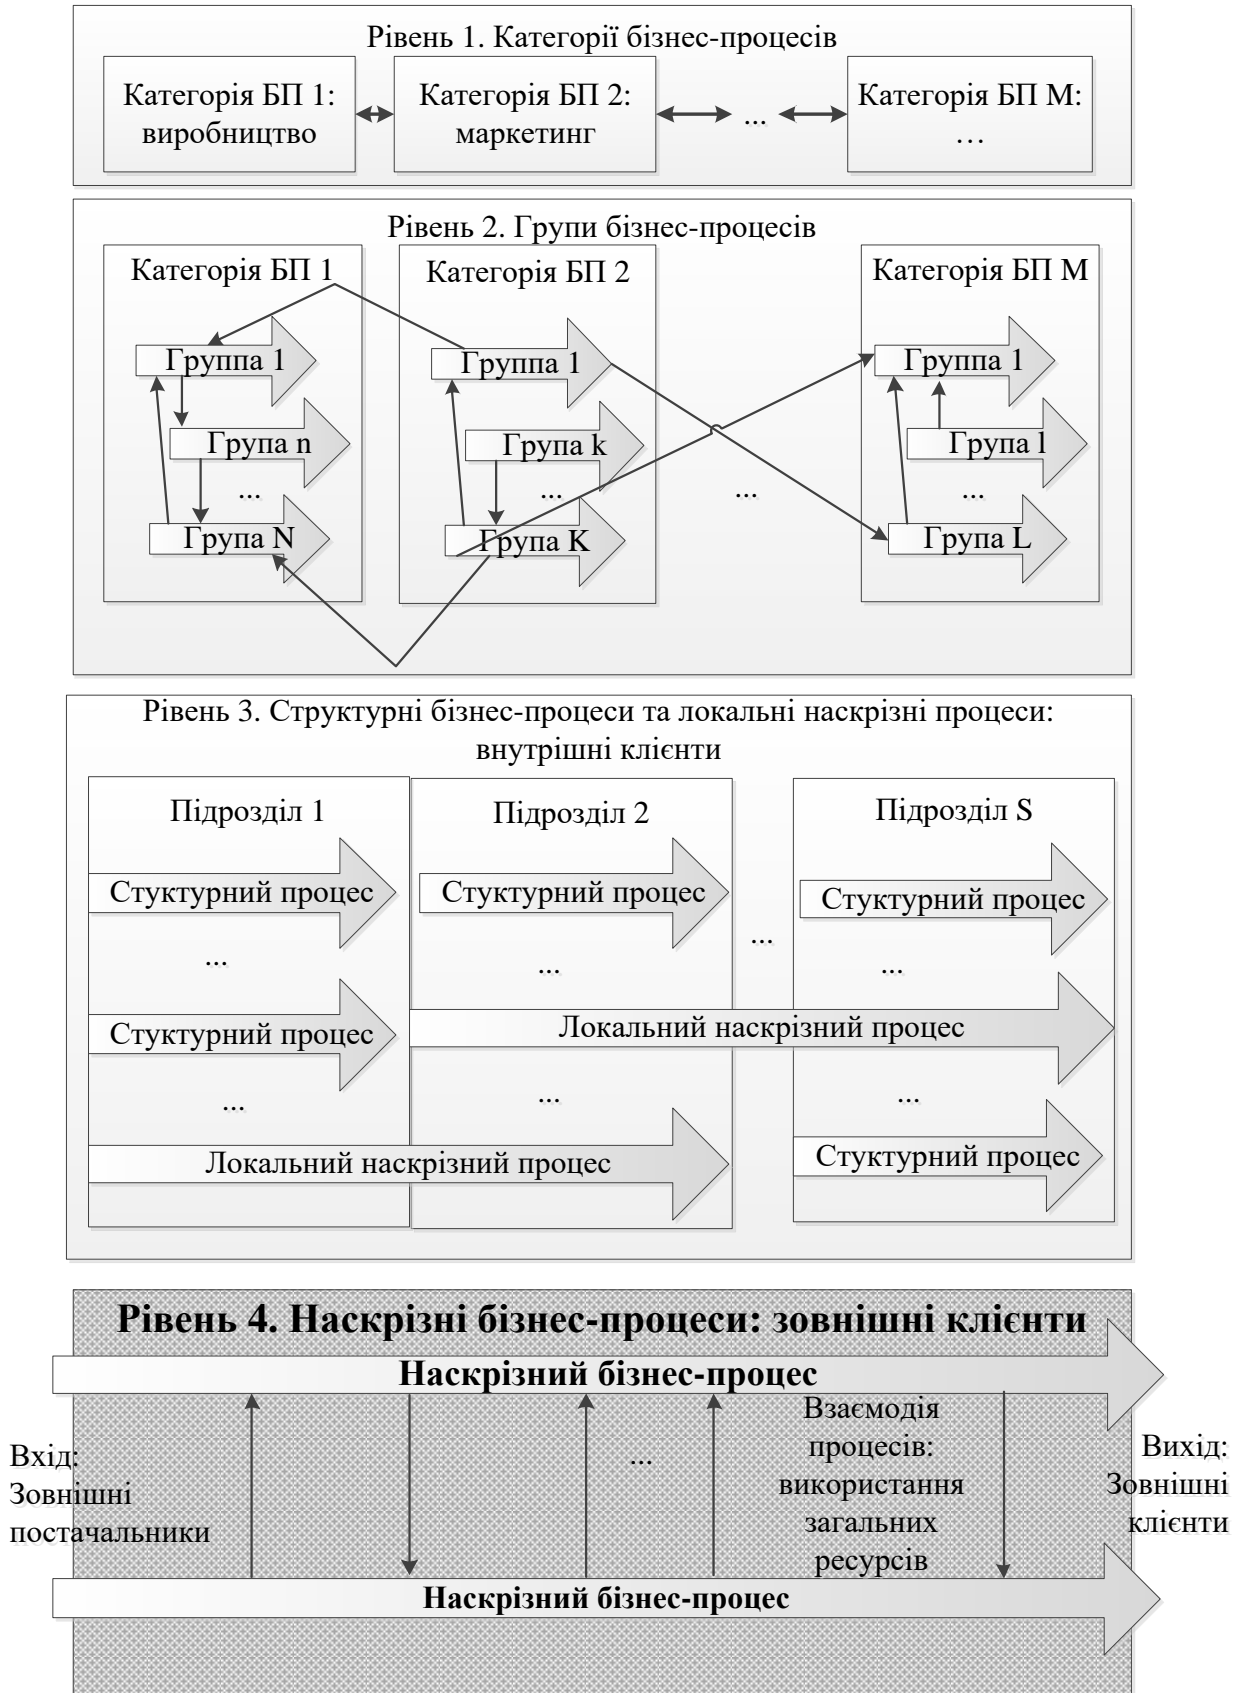 Рівень 1. Категорії бізнес-процесів
Категорія БП 1:
виробництво
Категорія БП 2:
маркетинг
...
Категорія БП М:
…
Рівень 2. Групи бізнес-процесів
Категорія БП 1
Группа 1
Група n
...
Група N
Категорія БП 2
Группа 1
Група k
...
Група K
...
Категорія БП М
Группа 1
Група l
...
Група L
Рівень 3. Структурні бізнес-процеси та локальні наскрізні процеси:
внутрішні клієнти
Підрозділ 1
Підрозділ 2
Підрозділ S
Стуктурний процес
Стуктурний процес
Стуктурний процес
...
...
...
...
Стуктурний процес
Локальний наскрізний процес
...
...
...
Локальний наскрізний процес
Стуктурний процес
Рівень 4. Наскрізні бізнес-процеси: зовнішні клієнти
Наскрізний бізнес-процес
Вхід:
Зовнішні
постачальники
...
Взаємодія
процесів:
використання
загальних
ресурсів
Вихід:
Зовнішні
клієнти
Наскрізний бізнес-процес